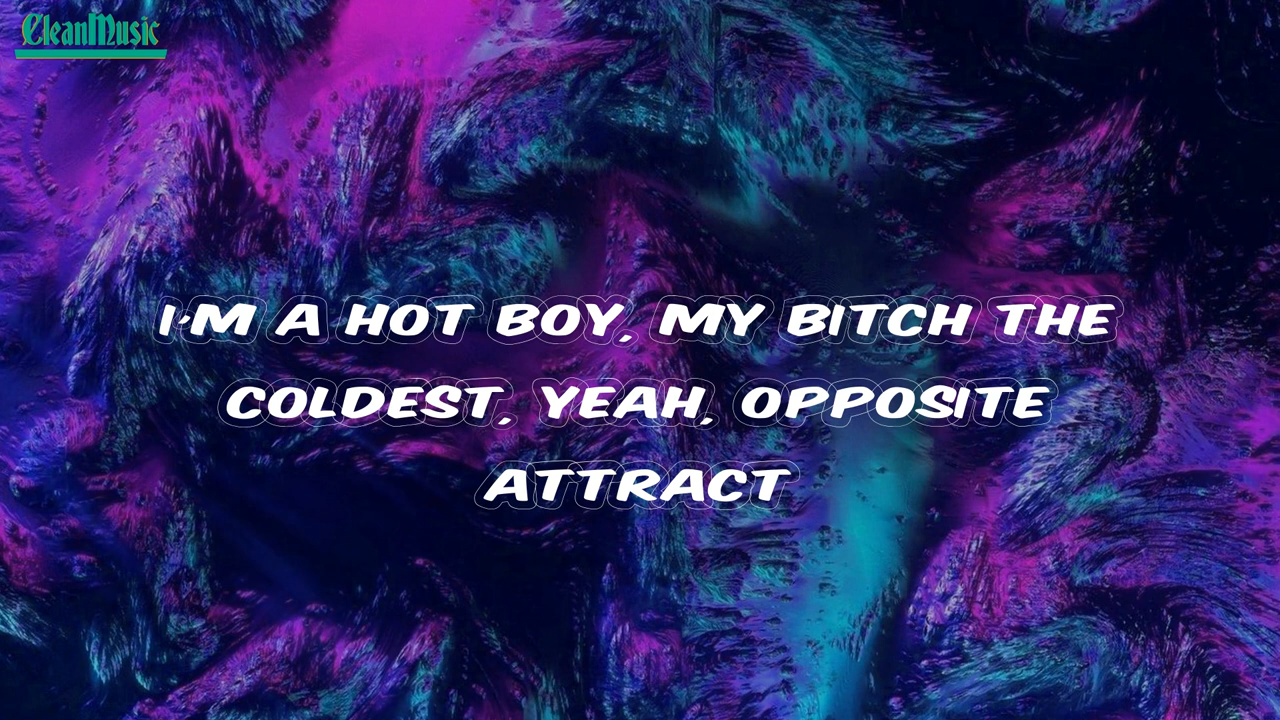 CleanMusic
I'M A HOT BOY, MY BITCH THE
COLDEST, YEAH, OPPOSITE
ATTRACT